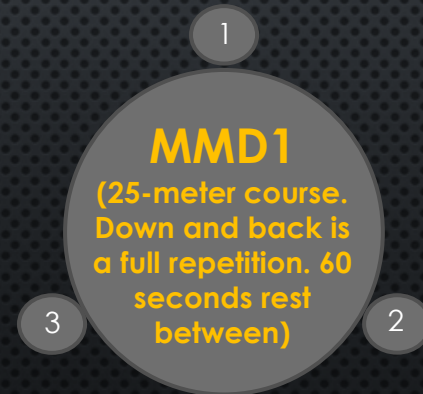 1
MMD1
(25-meter course.
Down and back is
a full repetition. 60
seconds rest
between)
3
2